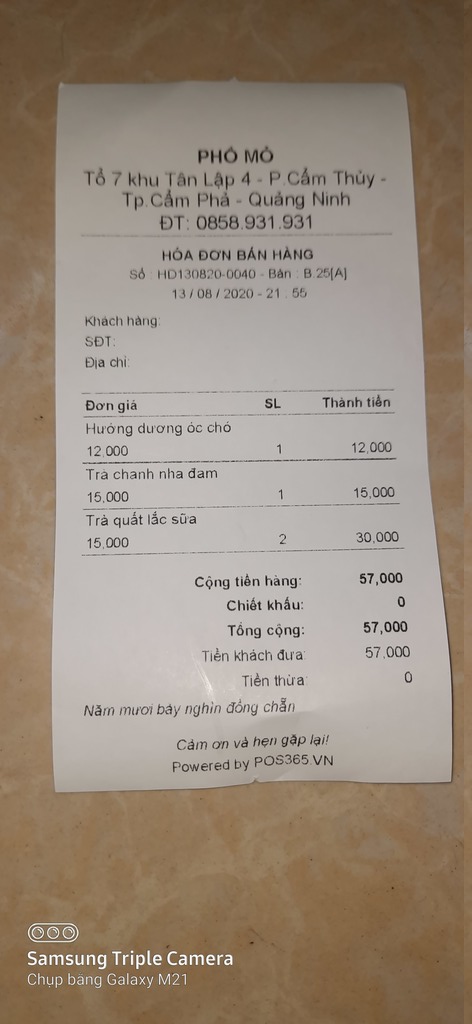 PHỐ MỎ
Tổ 7 khu Tân Lập 4 - P.Cẩm Thủy -
Tp.Cẩm Phả - Quảng Ninh
ĐT: 0858.931.931
HÓA ĐƠN BÁN HÀNG
Số : HD130820-0040 - Bàn : B.25[A]
13 / 08 / 2020 - 21 : 55
Khách hàng:
SĐT:
Địa chỉ:
Đơn giá SL Thành tiền
Hướng dương óc chó
12,000 1 12,000
Trà chanh nha đam
15,000 1 15,000
Trà quất lắc sữa
15,000 2 30,000
Cộng tiền hàng: 57,000
Chiết khấu: 0
Tổng cộng: 57,000
Tiền khách đưa: 57,000
Tiền thừa: 0
Năm mươi bảy nghìn đồng chẵn
Cảm ơn và hẹn gặp lại!
Powered by POS365.VN
Samsung Triple Camera
Chụp bằng Galaxy M21